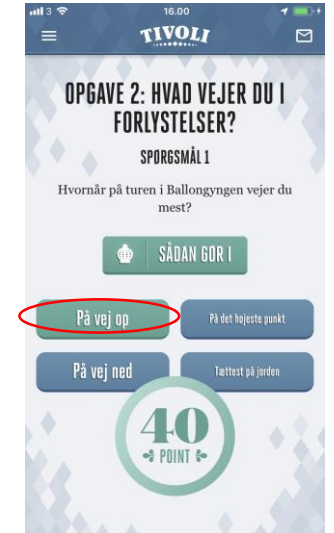 3 16.00
TIVOLI
OPGAVE 2: HVAD VEJER DU I
FORLYSTELSER?
SPØRGSMÅL 1
Hvornår på turen i Ballongyngen vejer du
mest?
SÅDAN GØR I
På vej op
På det højeste punkt
På vej ned
Tættest på jorden
40
POINT